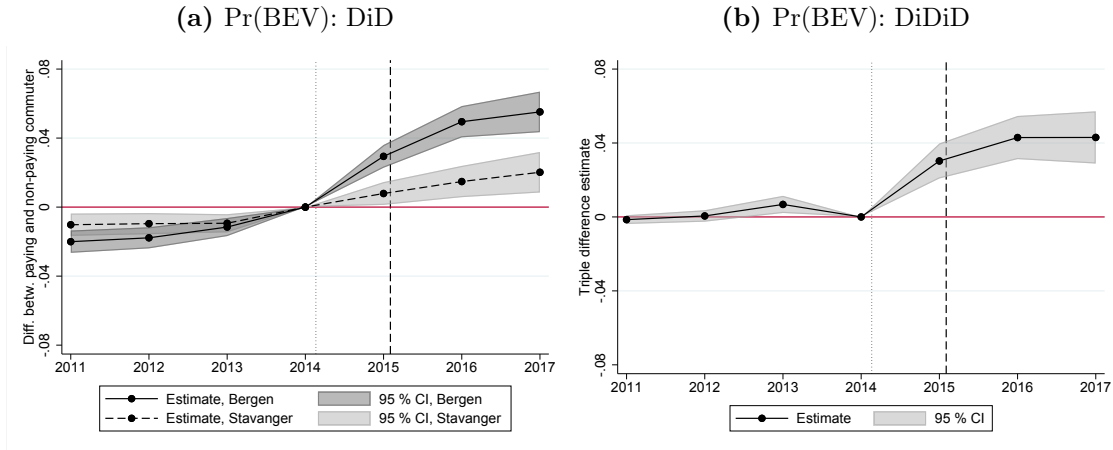 (a) Pr(BEV): DiD
Diff. betw. paying and non-paying commuter
.08
.04
0
-.04
-.08
2011 2012 2013 2014 2015 2016 2017
Estimate, Bergen 95 % CI, Bergen
Estimate, Stavanger 95 % CI, Stavanger
(b) Pr(BEV): DiDiD
Triple difference estimate
.08
.04
0
-.04
-.08
2011 2012 2013 2014 2015 2016 2017
Estimate 95 % CI